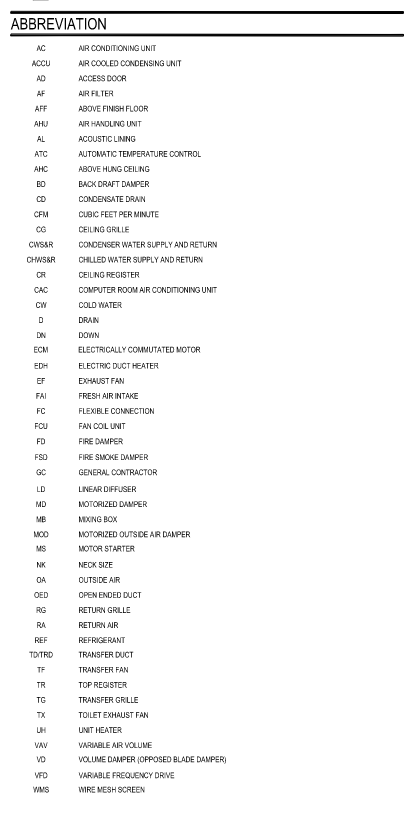 ABBREVIATION
AC AIR CONDITIONING UNIT
ACCU AIR COOLED CONDENSING UNIT
AD ACCESS DOOR
AF AIR FILTER
AFF ABOVE FINISH FLOOR
AHU AIR HANDLING UNIT
AL ACOUSTIC LINING
ATC AUTOMATIC TEMPERATURE CONTROL
AHC ABOVE HUNG CEILING
BD BACK DRAFT DAMPER
CD CONDENSATE DRAIN
CFM CUBIC FEET PER MINUTE
CG CEILING GRILLE
CWS&R CONDENSER WATER SUPPLY AND RETURN
CHWS&R CHILLED WATER SUPPLY AND RETURN
CR CEILING REGISTER
CAC COMPUTER ROOM AIR CONDITIONING UNIT
CW COLD WATER
D DRAIN
DN DOWN
ECM ELECTRICALLY COMMUTATED MOTOR
EDH ELECTRIC DUCT HEATER
EF EXHAUST FAN
FAI FRESH AIR INTAKE
FC FLEXIBLE CONNECTION
FCU FAN COIL UNIT
FD FIRE DAMPER
FSD FIRE SMOKE DAMPER
GC GENERAL CONTRACTOR
LD LINEAR DIFFUSER
MD MOTORIZED DAMPER
MB MIXING BOX
MOD MOTORIZED OUTSIDE AIR DAMPER
MS MOTOR STARTER
NK NECK SIZE
OA OUTSIDE AIR
OED OPEN ENDED DUCT
RG RETURN GRILLE
RA RETURN AIR
REF REFRIGERANT
TD/TRD TRANSFER DUCT
TF TRANSFER FAN
TR TOP REGISTER
TG TRANSFER GRILLE
TX TOILET EXHAUST FAN
UH UNIT HEATER
VAV VARIABLE AIR VOLUME
VD VOLUME DAMPER (OPPOSED BLADE DAMPER)
VFD VARIABLE FREQUENCY DRIVE
WMS WIRE MESH SCREEN